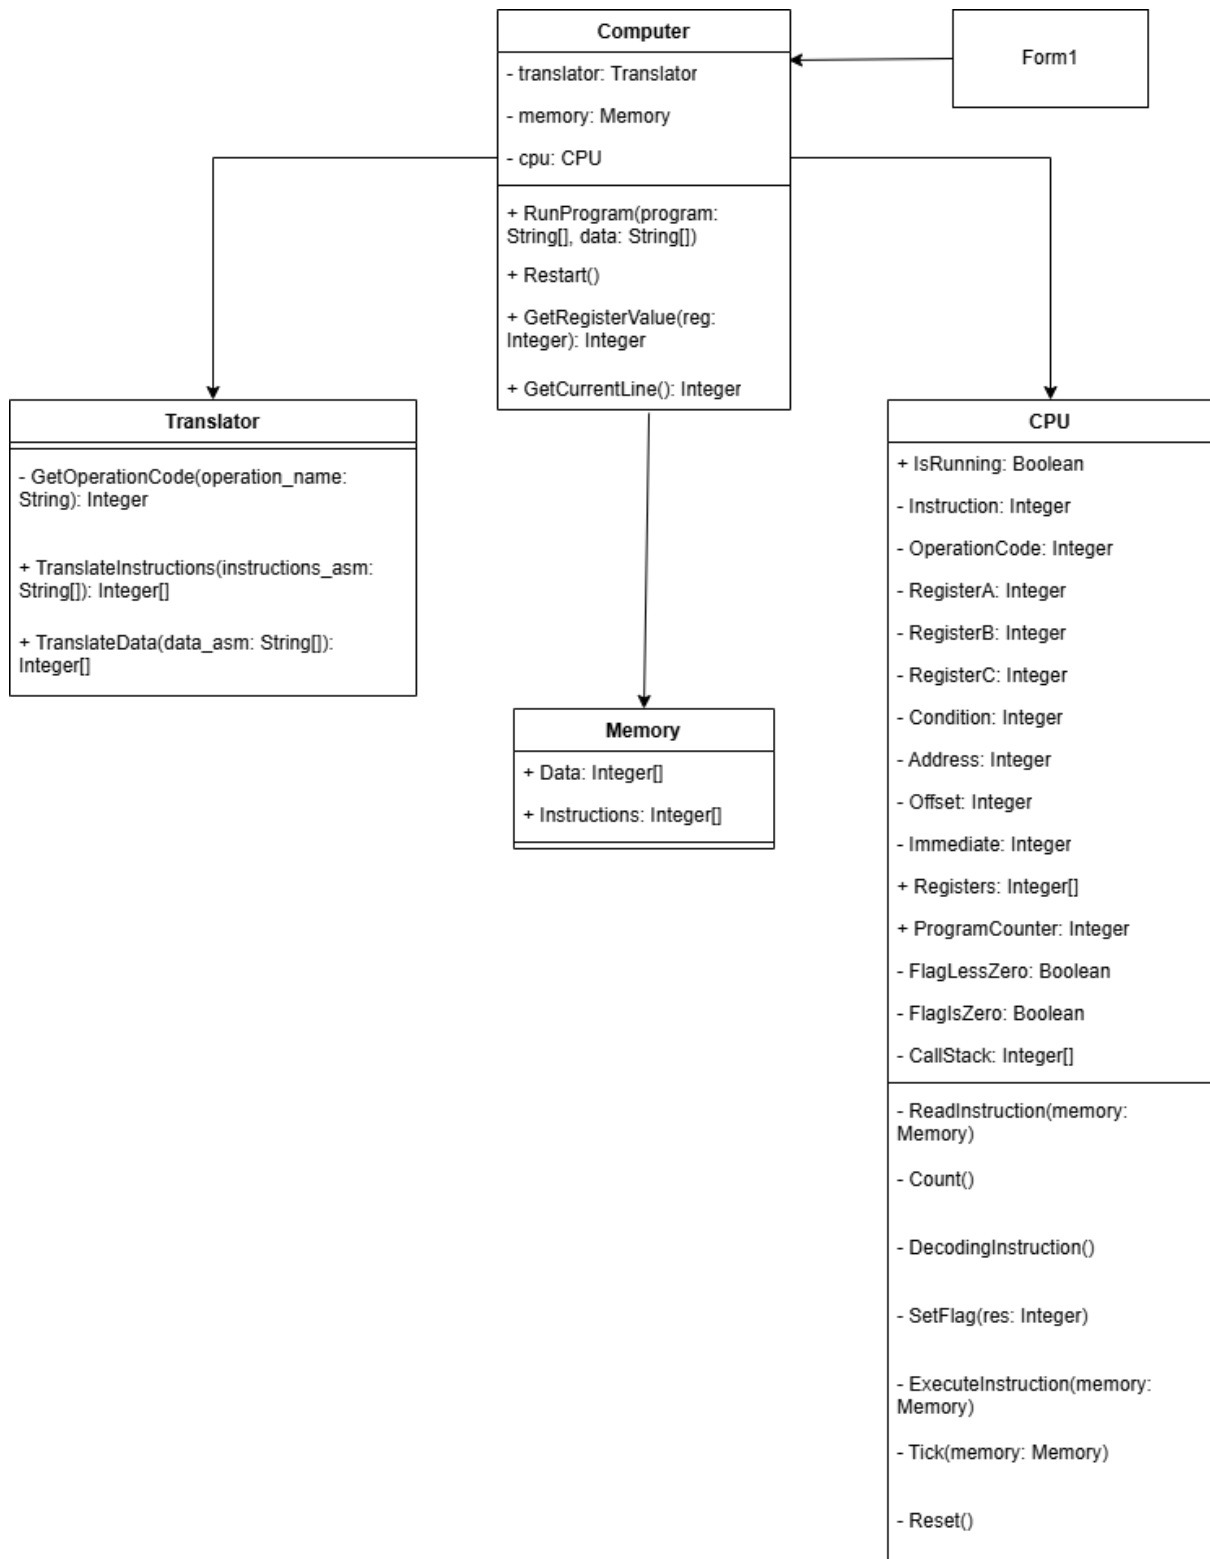 Computer
- translator: Translator
- memory: Memory
- cpu: CPU
+ RunProgram(program:
String[], data: String[])
+ Restart()
+ GetRegisterValue(reg:
Integer): Integer
+ GetCurrentLine(): Integer
Form1
Translator
- GetOperationCode(operation_name:
String): Integer
+ TranslateInstructions(instructions_asm:
String[]): Integer[]
+ TranslateData(data_asm: String[]):
Integer[]
Memory
+ Data: Integer[]
+ Instructions: Integer[]
CPU
+ IsRunning: Boolean
- Instruction: Integer
- OperationCode: Integer
- RegisterA: Integer
- RegisterB: Integer
- RegisterC: Integer
- Condition: Integer
- Address: Integer
- Offset: Integer
- Immediate: Integer
+ Registers: Integer[]
+ ProgramCounter: Integer
- FlagLessZero: Boolean
- FlagIsZero: Boolean
- CallStack: Integer[]
- ReadInstruction(memory:
Memory)
- Count()
- DecodingInstruction()
- SetFlag(res: Integer)
- ExecuteInstruction(memory:
Memory)
- Tick(memory: Memory)
- Reset()